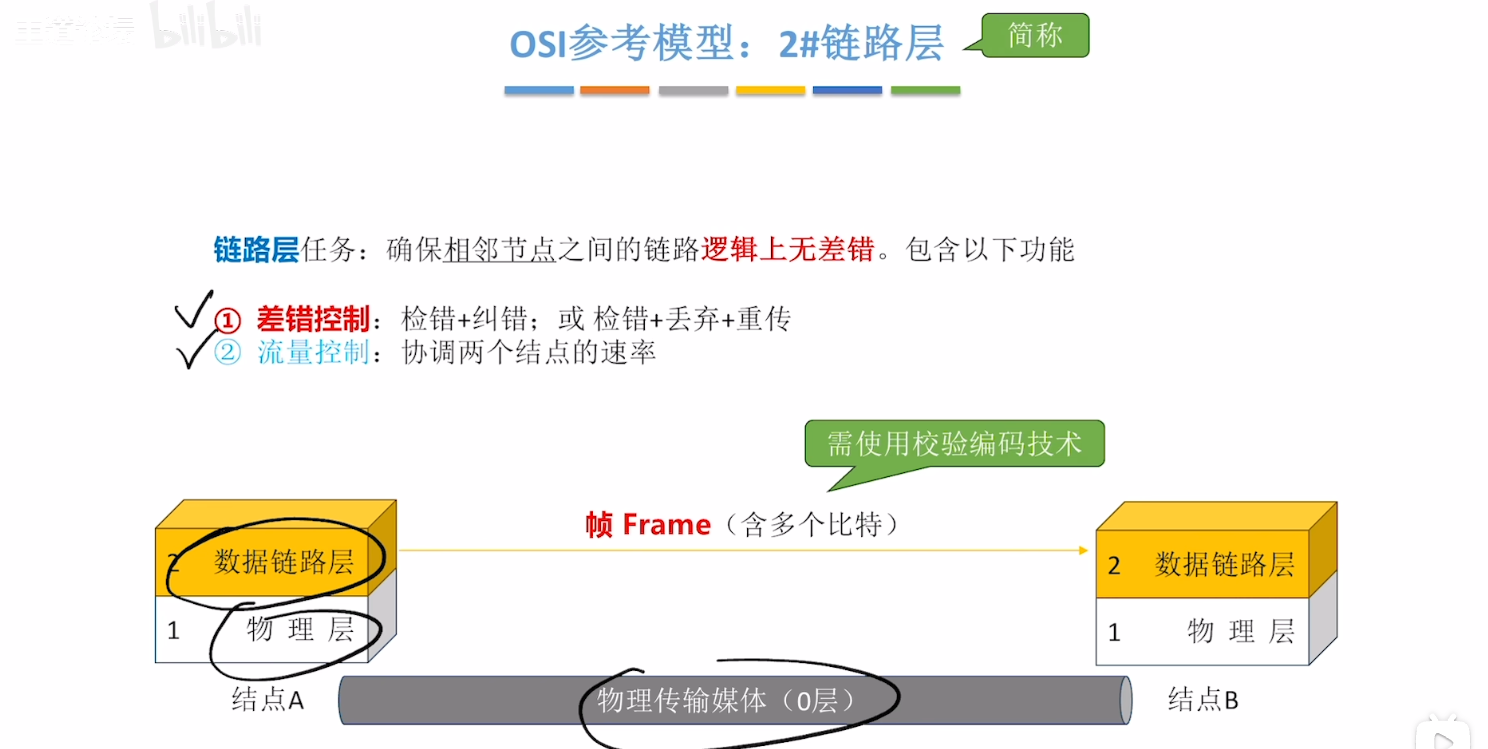 bilibili
OSI参考模型：2#链路层
简称
链路层任务：确保相邻节点之间的链路逻辑上无差错。包含以下功能
① 差错控制：检错+纠错；或 检错+丢弃+重传
② 流量控制：协调两个结点的速率
需使用校验编码技术
帧 Frame（含多个比特）
2 数据链路层
1 物 理 层
2 数据链路层
1 物 理 层
结点A
物理传输媒体（0层）
结点B